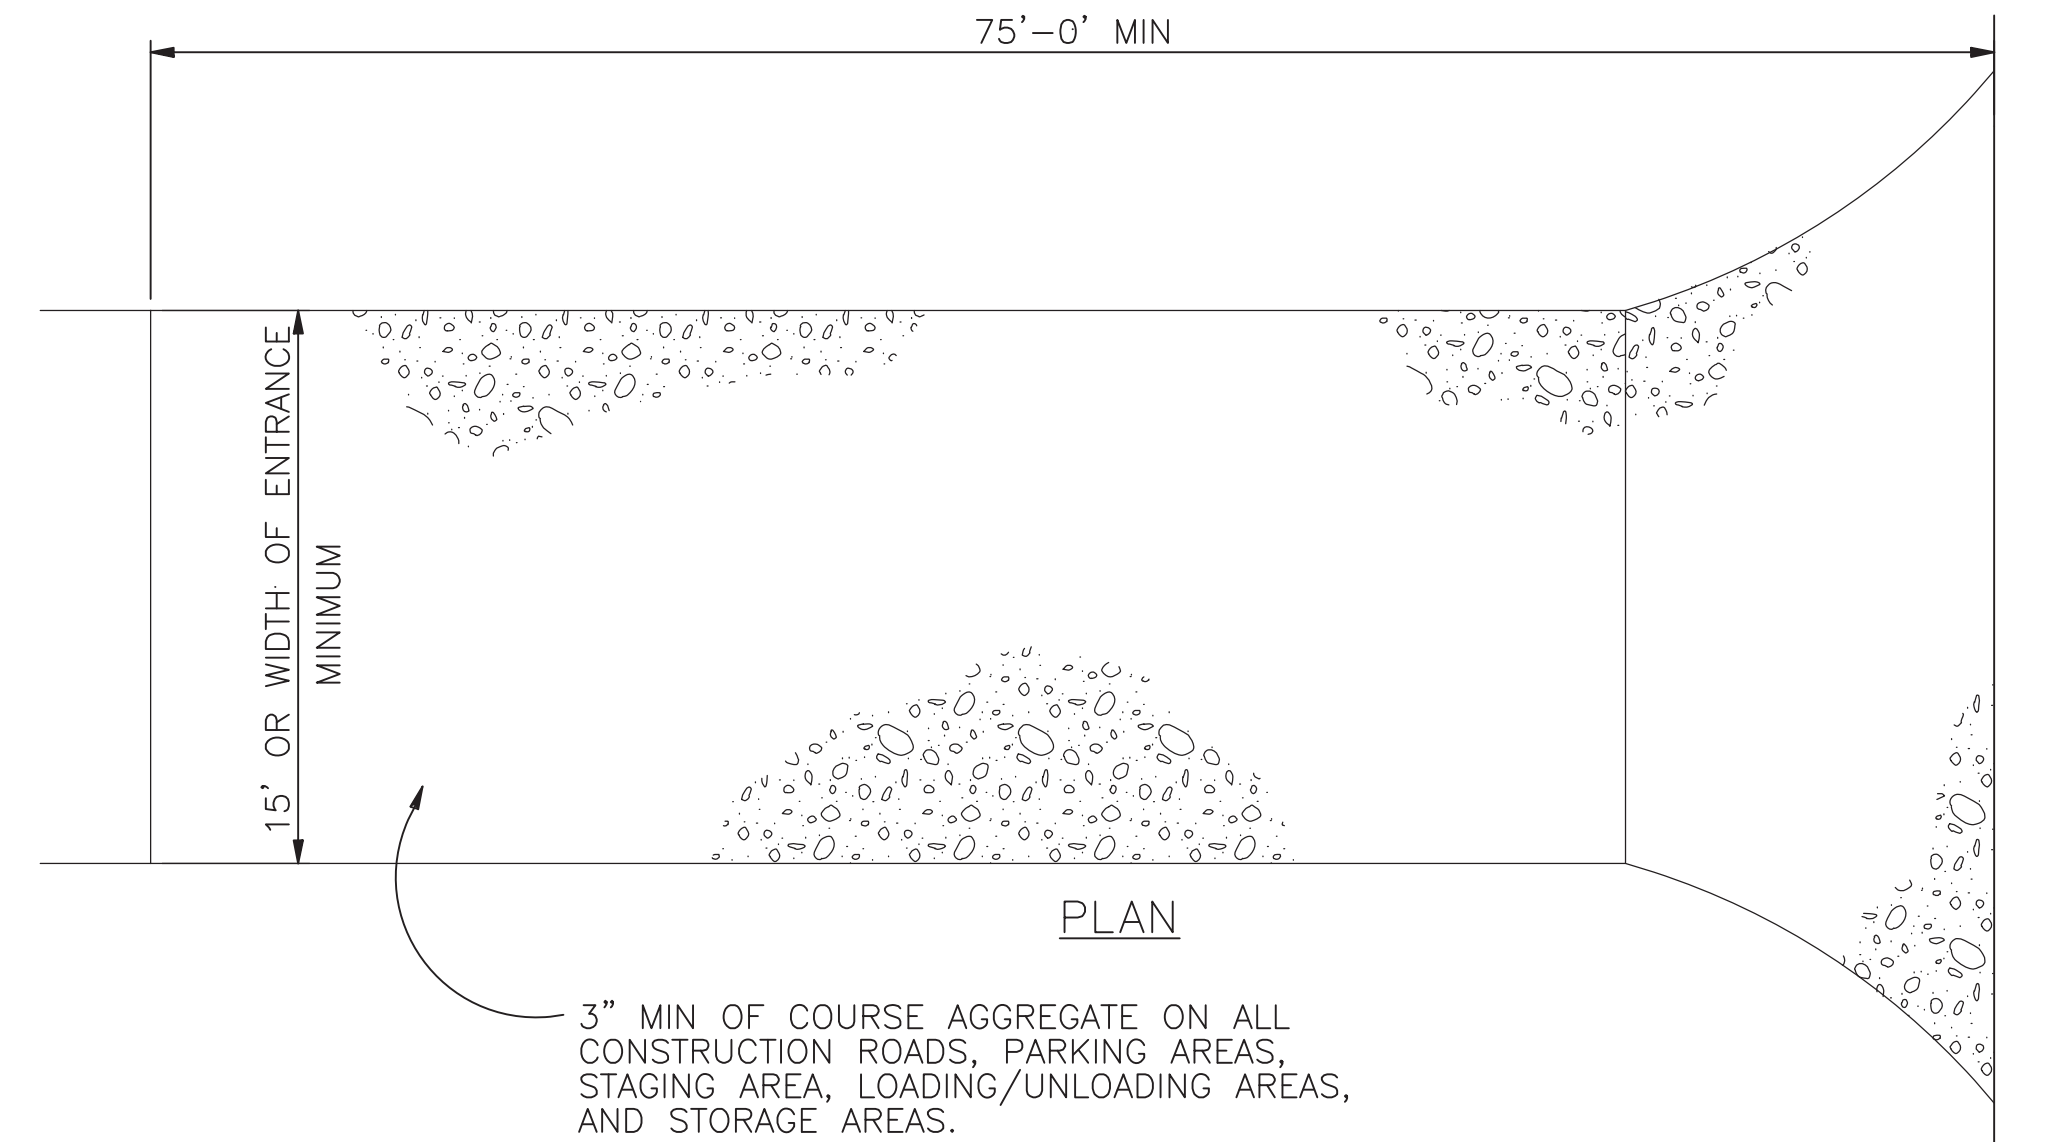 75'-0' MIN
15' OR WIDTH OF ENTRANCE
MINIMUM
PLAN
3" MIN OF COURSE AGGREGATE ON ALL
CONSTRUCTION ROADS, PARKING AREAS,
STAGING AREA, LOADING/UNLOADING AREAS,
AND STORAGE AREAS.